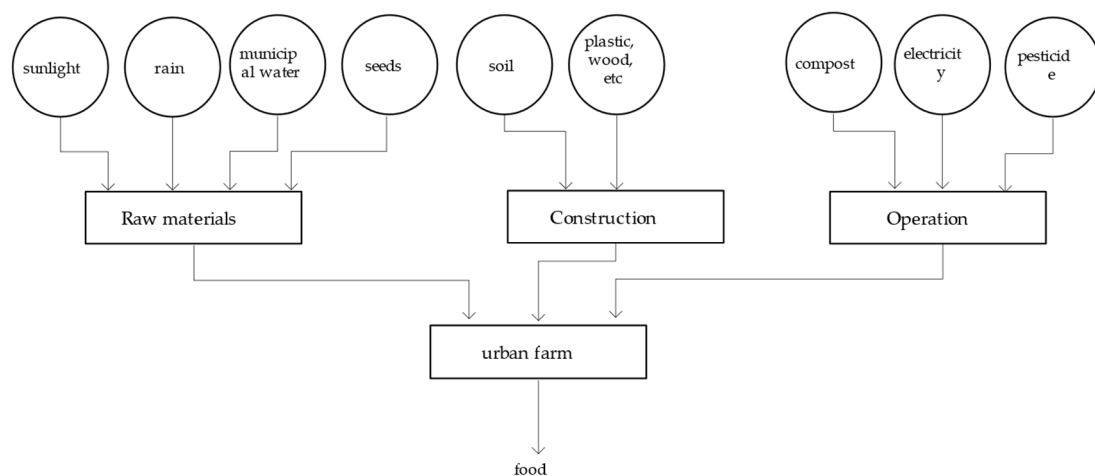 sunlight
rain
municip
al water
seeds
soil
plastic,
wood,
etc
compost
electricit
y
pesticid
e
Raw materials
Construction
Operation
urban farm
food